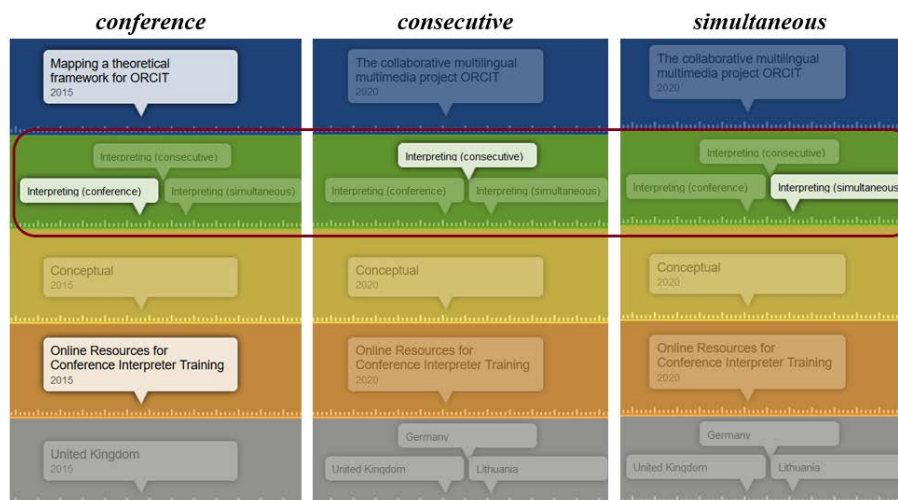 conference
consecutive
simultaneous
Mapping a theoretical
framework for ORCIT
2015
Interpreting (consecutive)
Interpreting (conference)
Interpreting (simultaneous)
Conceptual
2015
Online Resources for
Conference Interpreter Training
2015
United Kingdom
2015
The collaborative multilingual
multimedia project ORCIT
2020
Interpreting (consecutive)
Interpreting (conference)
Interpreting (simultaneous)
Conceptual
2020
Online Resources for
Conference Interpreter Training
2020
Germany
United Kingdom
Lithuania
The collaborative multilingual
multimedia project ORCIT
2020
Interpreting (consecutive)
Interpreting (conference)
Interpreting (simultaneous
Conceptual
2020
Online Resources for
Conference Interpreter Training
2020
Germany
United Kingdom
Lithuania